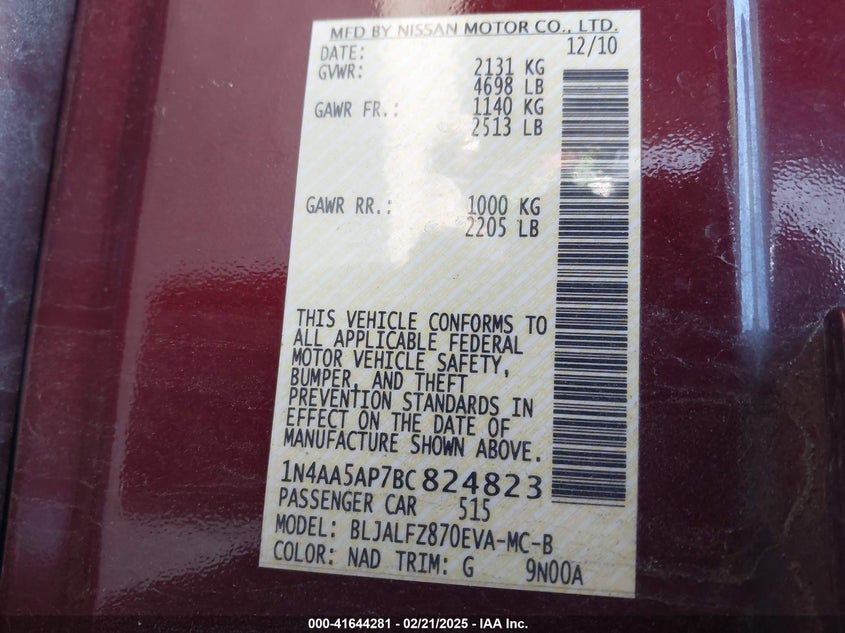 MFD BY NISSAN MOTOR CO., LTD.
DATE: 12/10
GVWR: 2131 KG
4698 LB
GAWR FR.: 1140 KG
2513 LB
GAWR RR.: 1000 KG
2205 LB
THIS VEHICLE CONFORMS TO
ALL APPLICABLE FEDERAL
MOTOR VEHICLE SAFETY,
BUMPER, AND THEFT
PREVENTION STANDARDS IN
EFFECT ON THE DATE OF
MANUFACTURE SHOWN ABOVE.
1N4AA5AP7BC824823
PASSENGER CAR 515
MODEL: BLJALFZ870EVA-MC-B
COLOR: NAD TRIM: G 9N00A
000-41644281 - 02/21/2025 - IAA Inc.